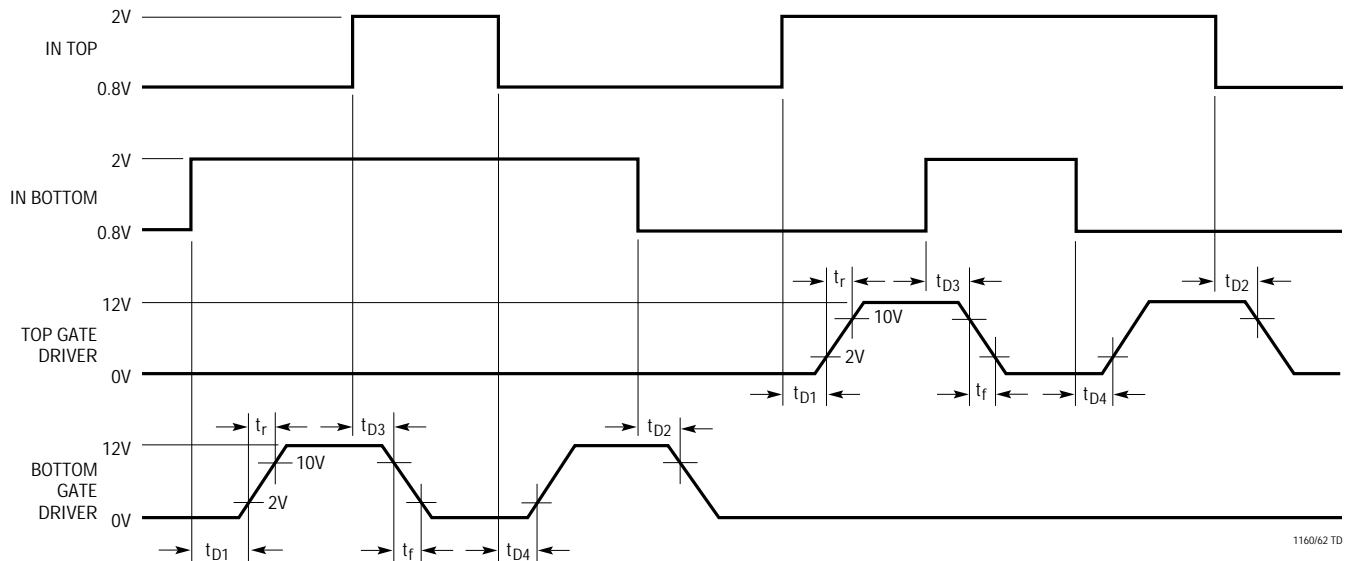 2V
IN TOP
0.8V
2V
IN BOTTOM
0.8V
tr
tD3
tD2
12V
10V
TOP GATE
DRIVER
2V
0V
tD1
tf
tD4
tr
tD3
tD2
12V
10V
BOTTOM
GATE
DRIVER
2V
0V
tD1
tf
tD4
1160/62 TD